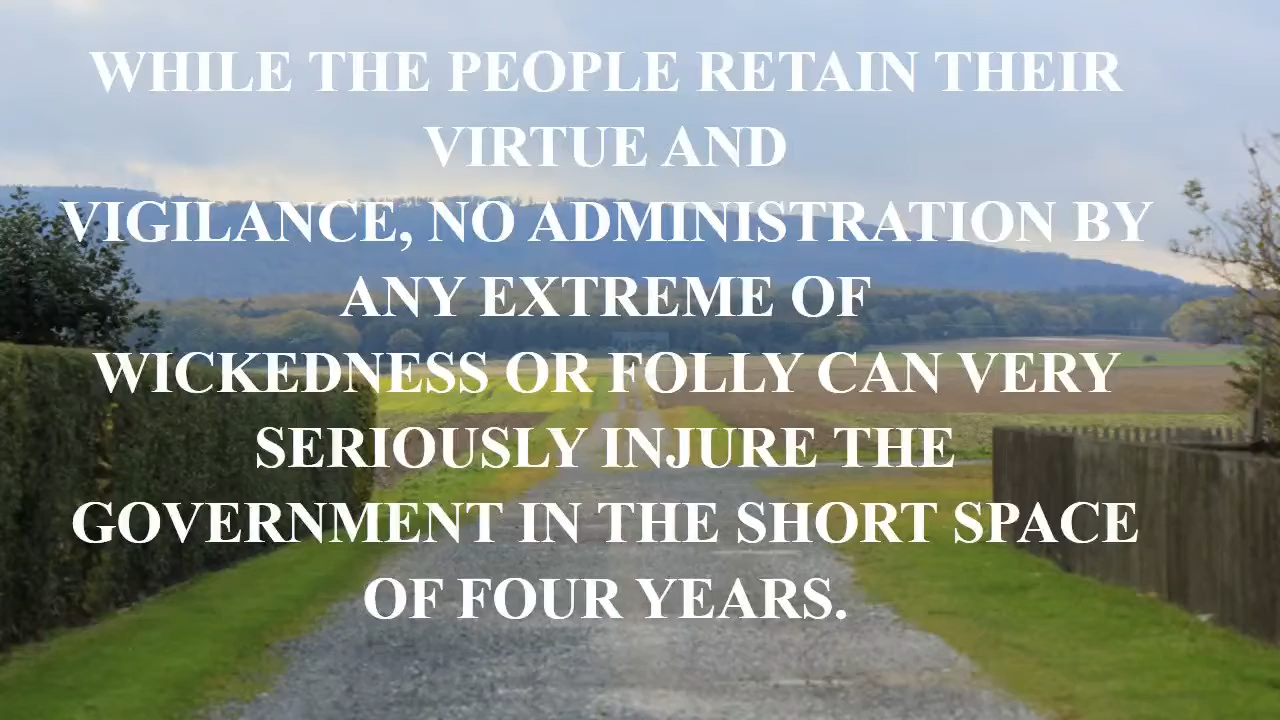 WHILE THE PEOPLE RETAIN THEIR
VIRTUE AND
VIGILANCE, NO ADMINISTRATION BY
ANY EXTREME OF
WICKEDNESS OR FOLLY CAN VERY
SERIOUSLY INJURE THE
GOVERNMENT IN THE SHORT SPACE
OF FOUR YEARS.